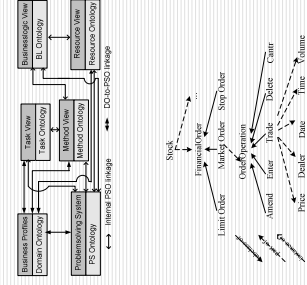 Business Profiles
Domain Ontology
Task View
Task Ontology
Businesslogic View
BL Ontology
Method View
Method Ontology
Problemsolving System
PS Ontology
Resource View
Resource Ontology
Internal PSO linkage
DO-to-PSO linkage
Stock
FinancialOrder
...
Limit Order
Market Order
Stop Order
OrderOperation
Amend
Enter
Trade
Delete
Price
Dealer
Date
Time
Volume